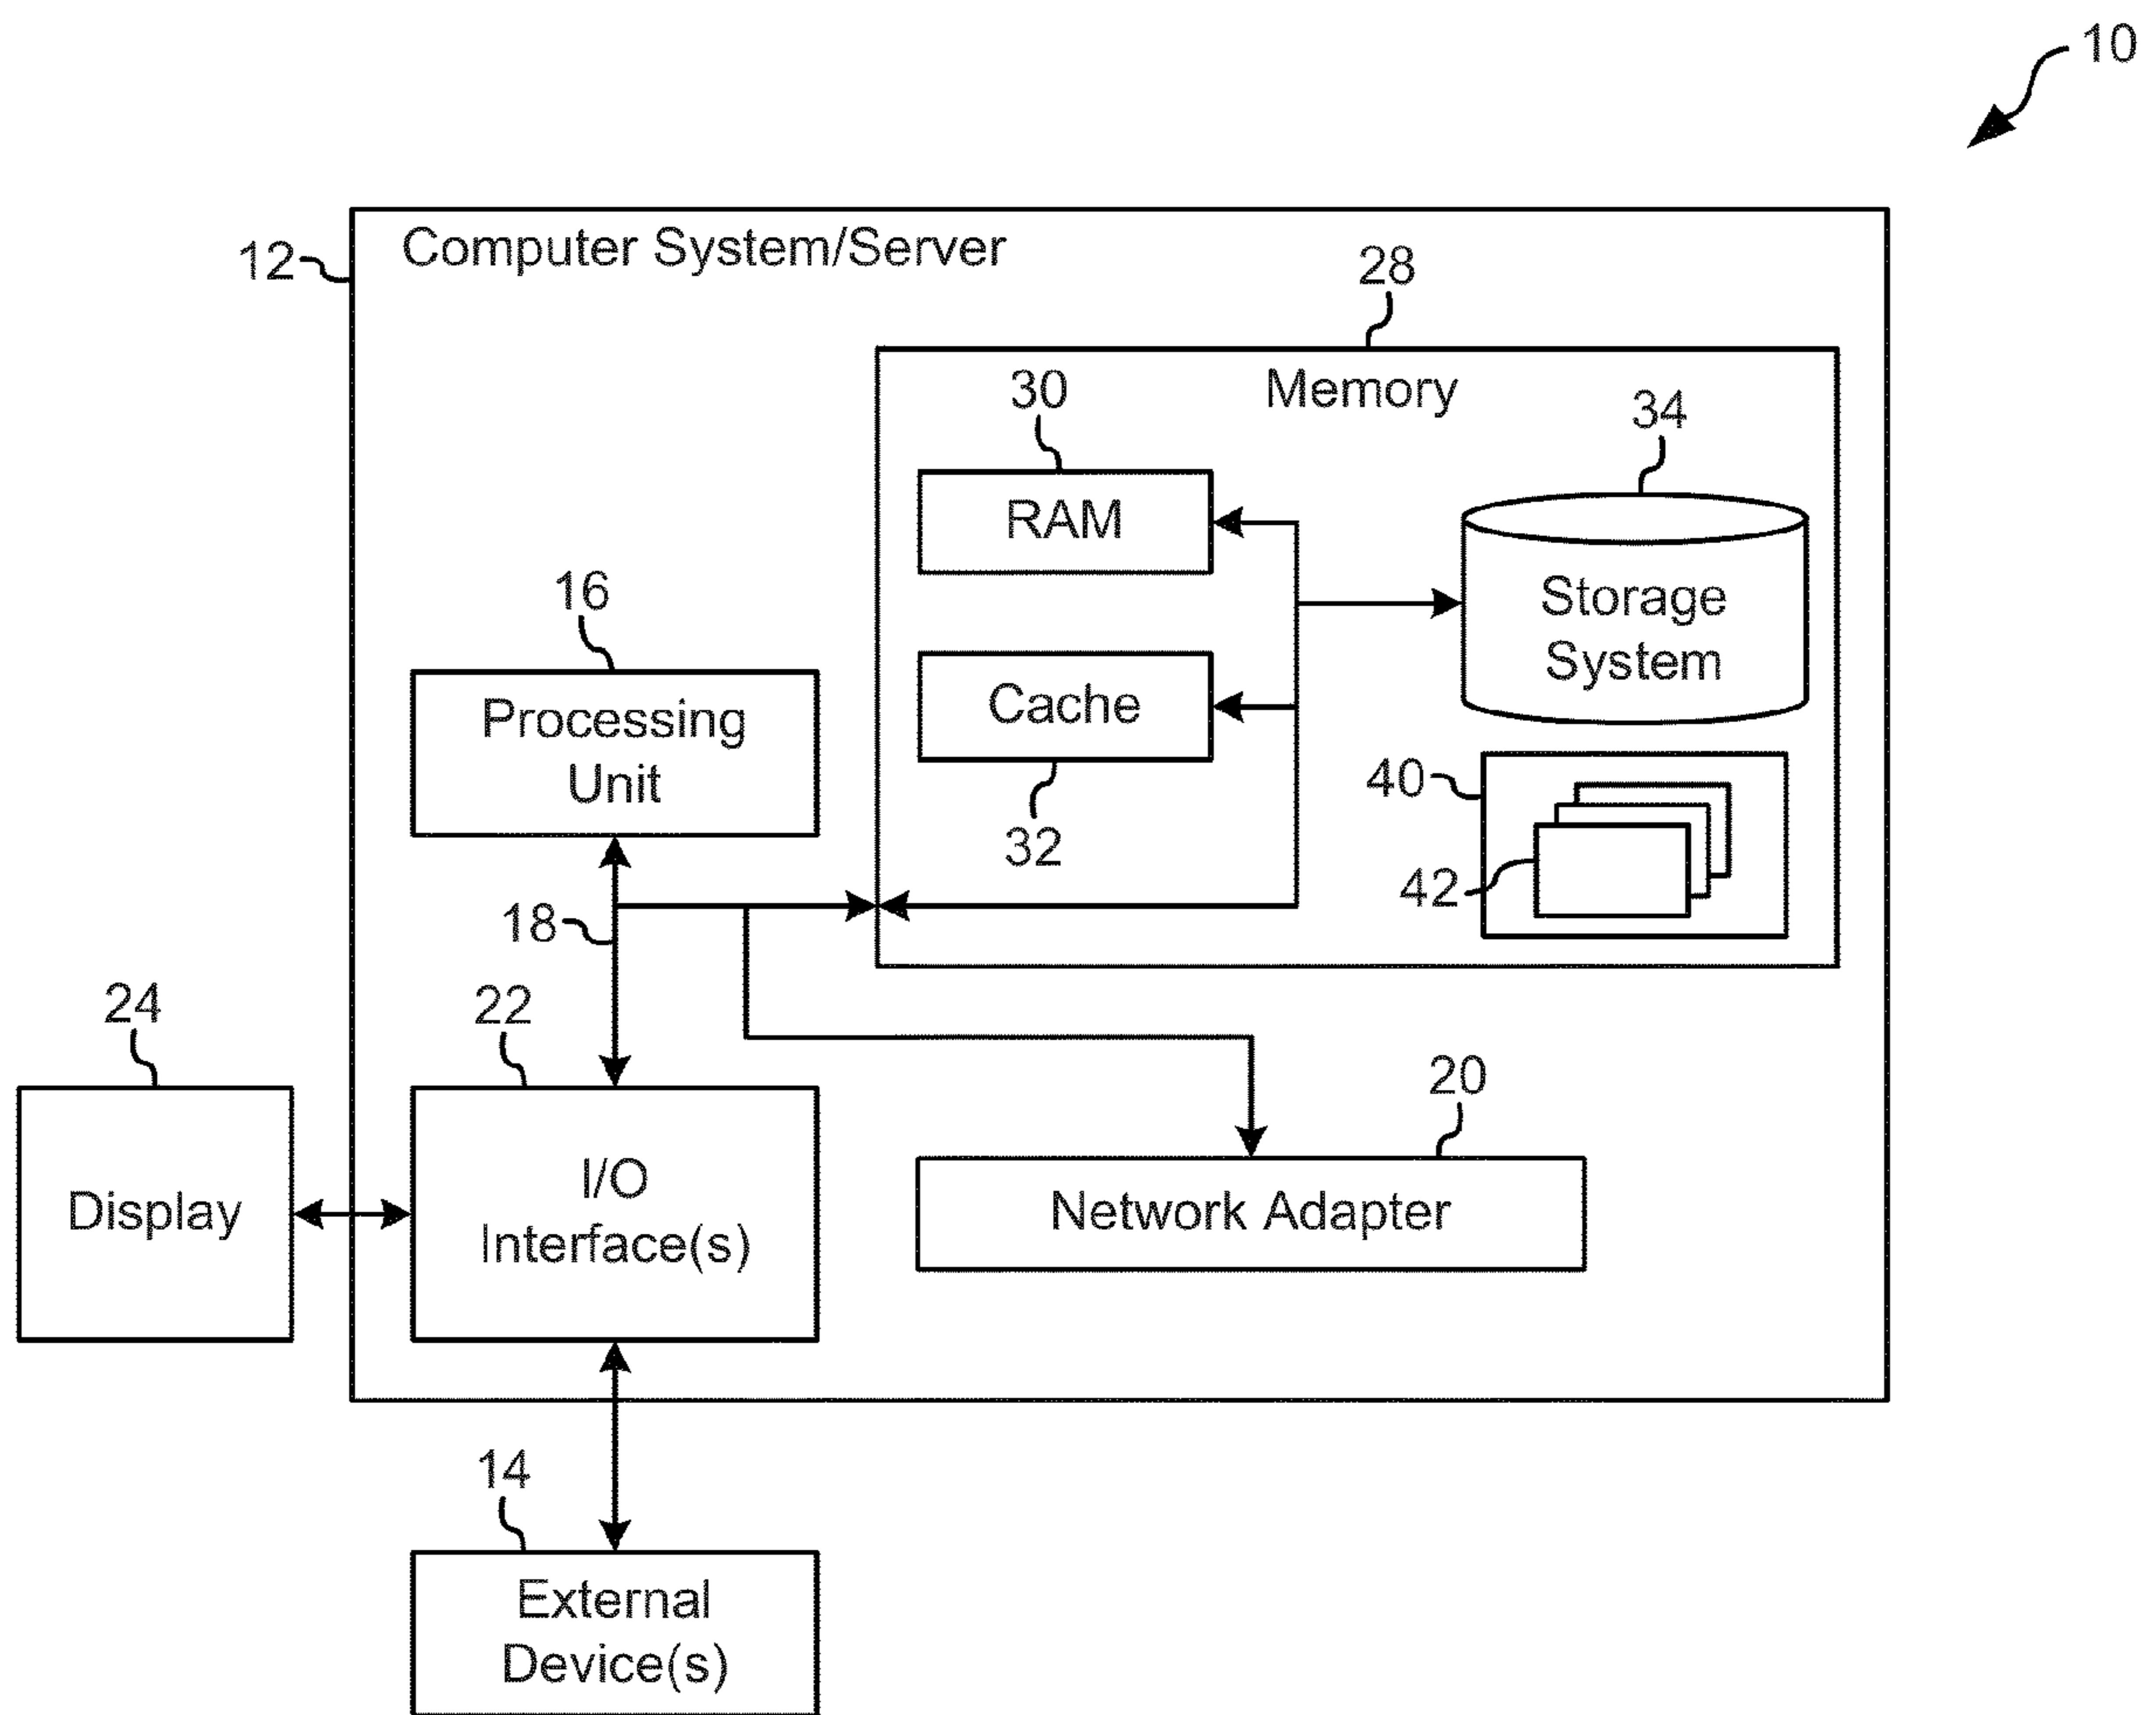 10
12
Computer System/Server
28
Memory
30
RAM
34
Storage
System
16
Processing
Unit
Cache
32
40
42
18
24
Display
22
I/O
Interface(s)
20
Network Adapter
14
External
Device(s)